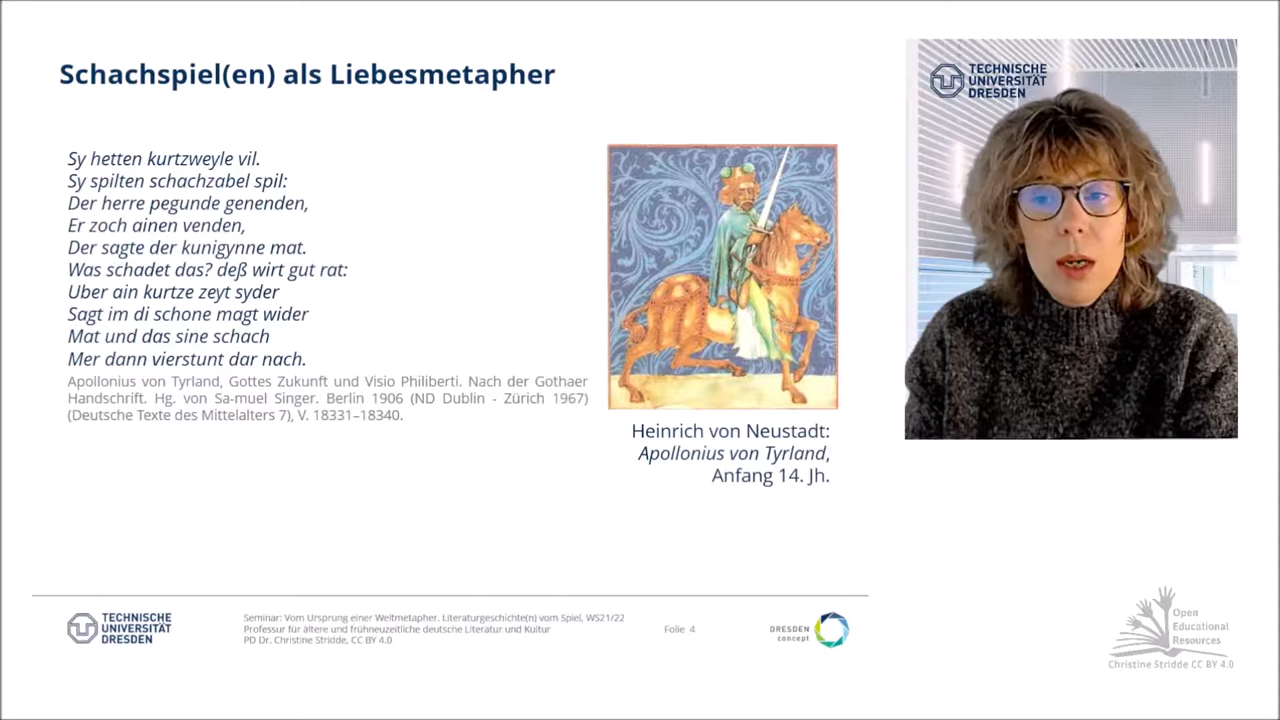 Schachspiel(en) als Liebesmetapher
Sy hetten kurtzweyle vil.
Sy spilten schachzabel spil:
Der herre pegunde genenden,
Er zoch ainen venden,
Der sagte der kunigynne mat.
Was schadet das? deß wirt gut rat:
Uber ain kurtze zeyt syder
Sagt im di schone magt wider
Mat und das sine schach
Mer dann vierstunt dar nach.
Apollonius von Tyrland, Gottes Zukunft und Visio Philiberti. Nach der Gothaer
Handschrift. Hg. von Sa-muel Singer. Berlin 1906 (ND Dublin - Zürich 1967)
(Deutsche Texte des Mittelalters 7), V. 18331–18340.
Heinrich von Neustadt:
Apollonius von Tyrland,
Anfang 14. Jh.
TECHNISCHE
UNIVERSITÄT
DRESDEN
TECHNISCHE
UNIVERSITÄT
DRESDEN
Seminar: Vom Ursprung einer Weltmetapher. Literaturgeschichte(n) vom Spiel, WS21/22
Professur für ältere und frühneuzeitliche deutsche Literatur und Kultur
PD Dr. Christine Stridde, CC BY 4.0
Folie 4
DRESDEN
concept
Open
Educational
Resources
Christine Stridde CC BY 4.0